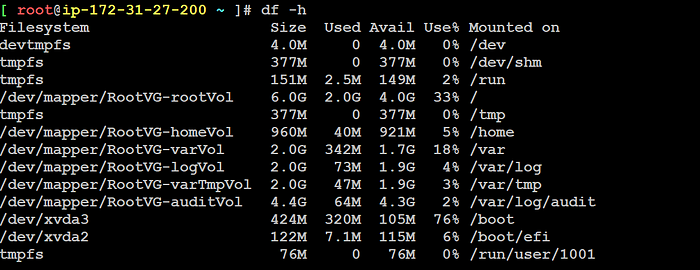 [ root@ip-172-31-27-200 ~ ]# df -h
Filesystem Size Used Avail Use% Mounted on
devtmpfs 4.0M 0 4.0M 0% /dev
tmpfs 377M 0 377M 0% /dev/shm
tmpfs 151M 2.5M 149M 2% /run
/dev/mapper/RootVG-rootVol 6.0G 2.0G 4.0G 33% /
tmpfs 377M 0 377M 0% /tmp
/dev/mapper/RootVG-homeVol 960M 40M 921M 5% /home
/dev/mapper/RootVG-varVol 2.0G 342M 1.7G 18% /var
/dev/mapper/RootVG-logVol 2.0G 73M 1.9G 4% /var/log
/dev/mapper/RootVG-varTmpVol 2.0G 47M 1.9G 3% /var/tmp
/dev/mapper/RootVG-auditVol 4.4G 64M 4.3G 2% /var/log/audit
/dev/xvda3 424M 320M 105M 76% /boot
/dev/xvda2 122M 7.1M 115M 6% /boot/efi
tmpfs 76M 0 76M 0% /run/user/1001